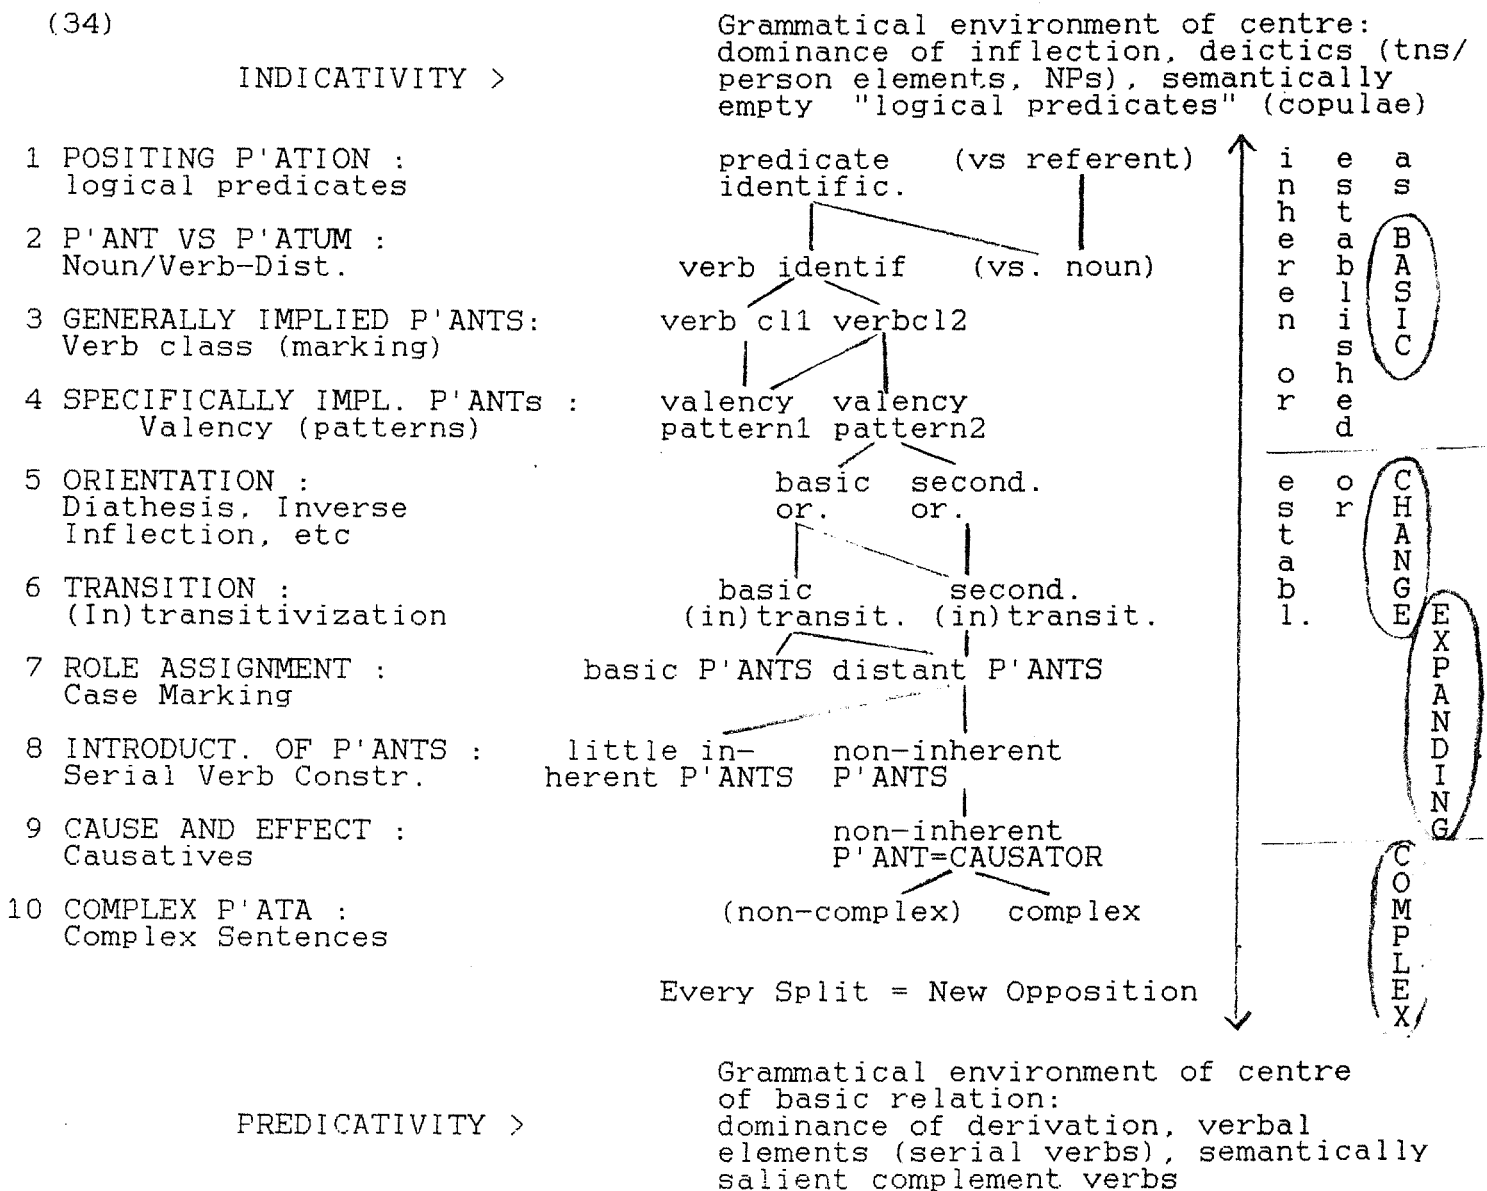 (34)
Grammatical environment of centre:
dominance of inflection, deictics (tns/
INDICATIVITY > person elements, NPs), semantically
empty "logical predicates" (copulae)
1 POSITING P'ATION : predicate (vs referent)
logical predicates identific.
2 P'ANT VS P'ATUM :
Noun/Verb-Dist. verb identif (vs. noun)
3 GENERALLY IMPLIED P'ANTS: verb cl1 verbcl2
Verb class (marking)
4 SPECIFICALLY IMPL. P'ANTs : valency valency
Valency (patterns) pattern1 pattern2
5 ORIENTATION : basic second.
Diathesis, Inverse or. or.
Inflection, etc
6 TRANSITION : basic second.
(In)transitivization (in)transit. (in)transit.
7 ROLE ASSIGNMENT : basic P'ANTS distant P'ANTS
Case Marking
8 INTRODUCT. OF P'ANTS : little in- non-inherent
Serial Verb Constr. herent P'ANTS P'ANTS
9 CAUSE AND EFFECT : non-inherent
Causatives P'ANT=CAUSATOR
10 COMPLEX P'ATA : (non-complex) complex
Complex Sentences
Every Split = New Opposition
inheren or
established
as BASIC
establ.
or
CHANGE
EXPANDING
COMPLEX
Grammatical environment of centre
of basic relation:
PREDICATIVITY > dominance of derivation, verbal
elements (serial verbs), semantically
salient complement verbs